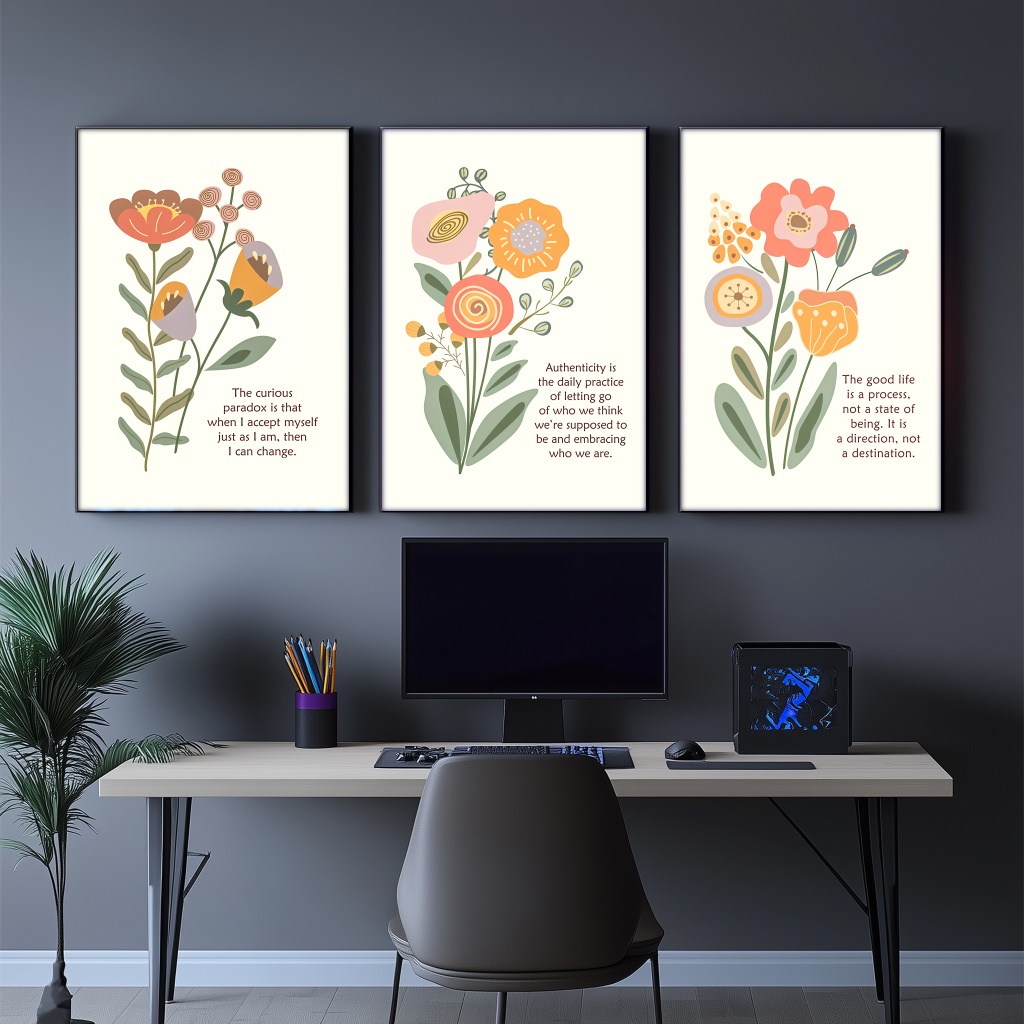 The curious
paradox is that
when I accept myself
just as I am, then
I can change.
Authenticity is
the daily practice
of letting go
of who we think
we're supposed to
be and embracing
who we are.
The good life
is a process,
not a state of
being. It is
a direction, not
a destination.